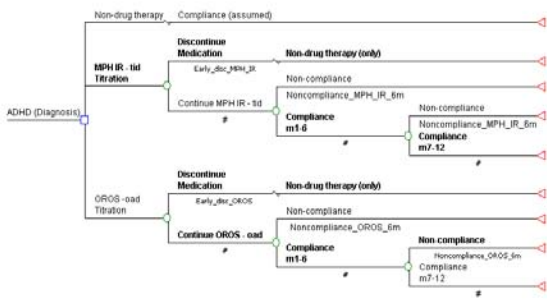 Non-drug therapy Compliance (assumed)
Discontinue
Medication
Non-drug therapy (only)
MPH IR - tid
Titration
Early_disc_MPH_IR
Non-compliance
Continue MPH IR - tid
Noncompliance_MPH_IR_6m
#
Non-compliance
ADHD (Diagnosis)
Compliance
m1-6
Noncompliance_MPH_IR_6m
#
Compliance
m7-12
#
Discontinue
Medication
Non-drug therapy (only)
OROS -oad
Titration
Early_disc_OROS
Non-compliance
Continue OROS - oad
Noncompliance_OROS_6m
#
Non-compliance
Compliance
m1-6
Noncompliance_OROS_6m
#
Compliance
m7-12
#